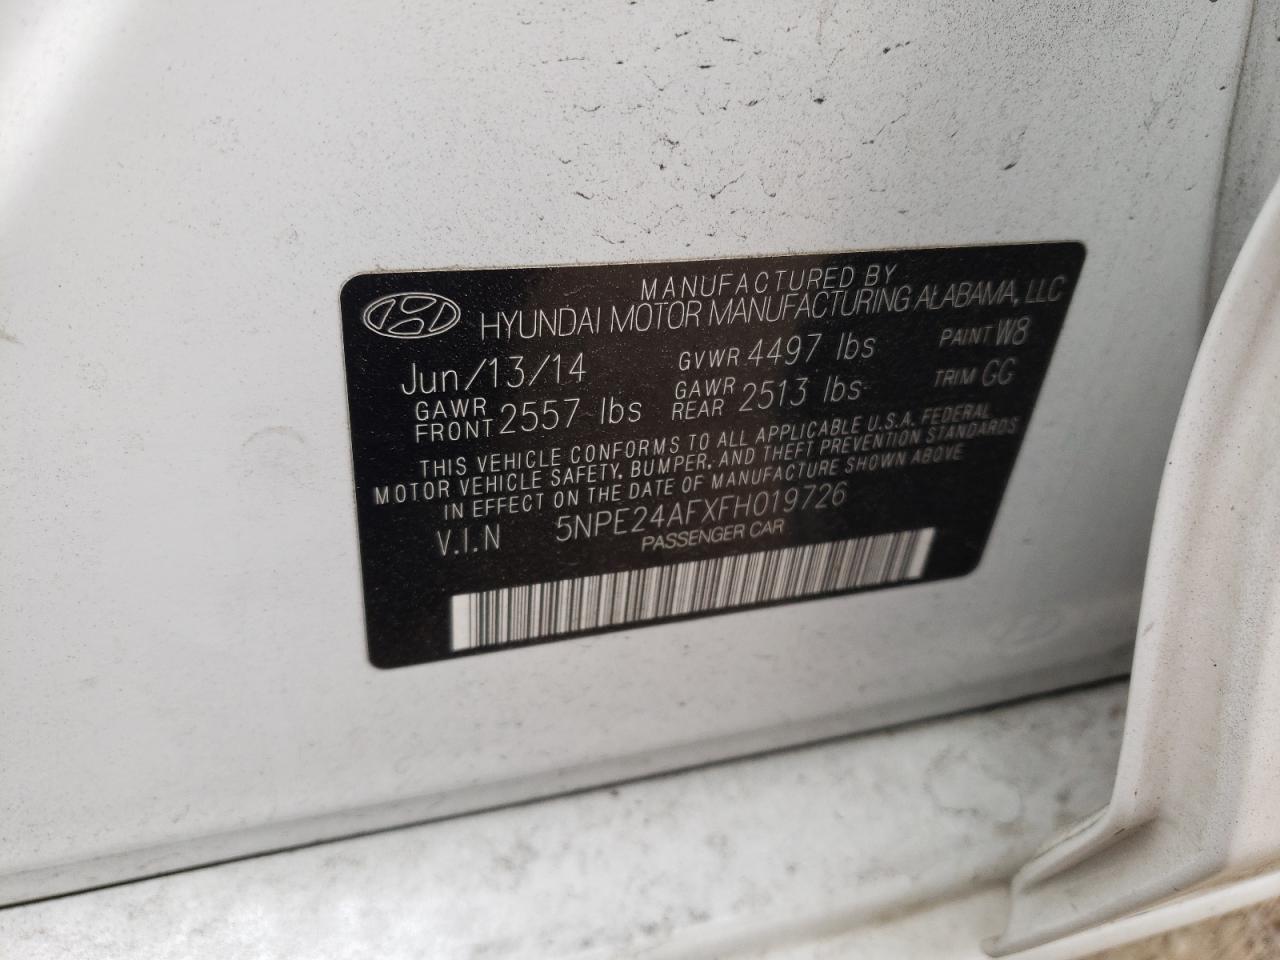 MANUFACTURED BY
HYUNDAI MOTOR MANUFACTURING ALABAMA, LLC
Jun/13/14 GVWR 4497 lbs PAINT W8
GAWR FRONT 2557 lbs GAWR REAR 2513 lbs TRIM GG
THIS VEHICLE CONFORMS TO ALL APPLICABLE U.S.A. FEDERAL
MOTOR VEHICLE SAFETY, BUMPER, AND THEFT PREVENTION STANDARDS
IN EFFECT ON THE DATE OF MANUFACTURE SHOWN ABOVE
V.I.N 5NPE24AFXFH019726
PASSENGER CAR